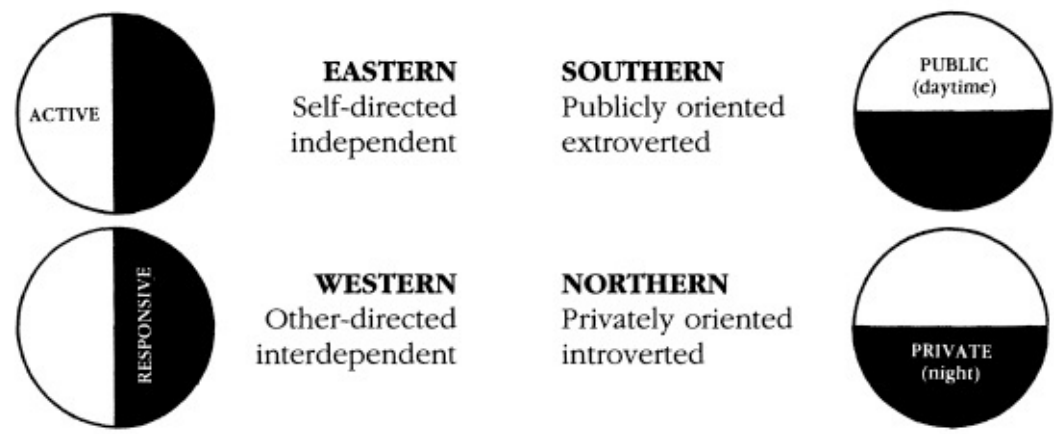 ACTIVE
EASTERN
Self-directed
independent
SOUTHERN
Publicly oriented
extroverted
PUBLIC
(daytime)
RESPONSIVE
WESTERN
Other-directed
interdependent
NORTHERN
Privately oriented
introverted
PRIVATE
(night)